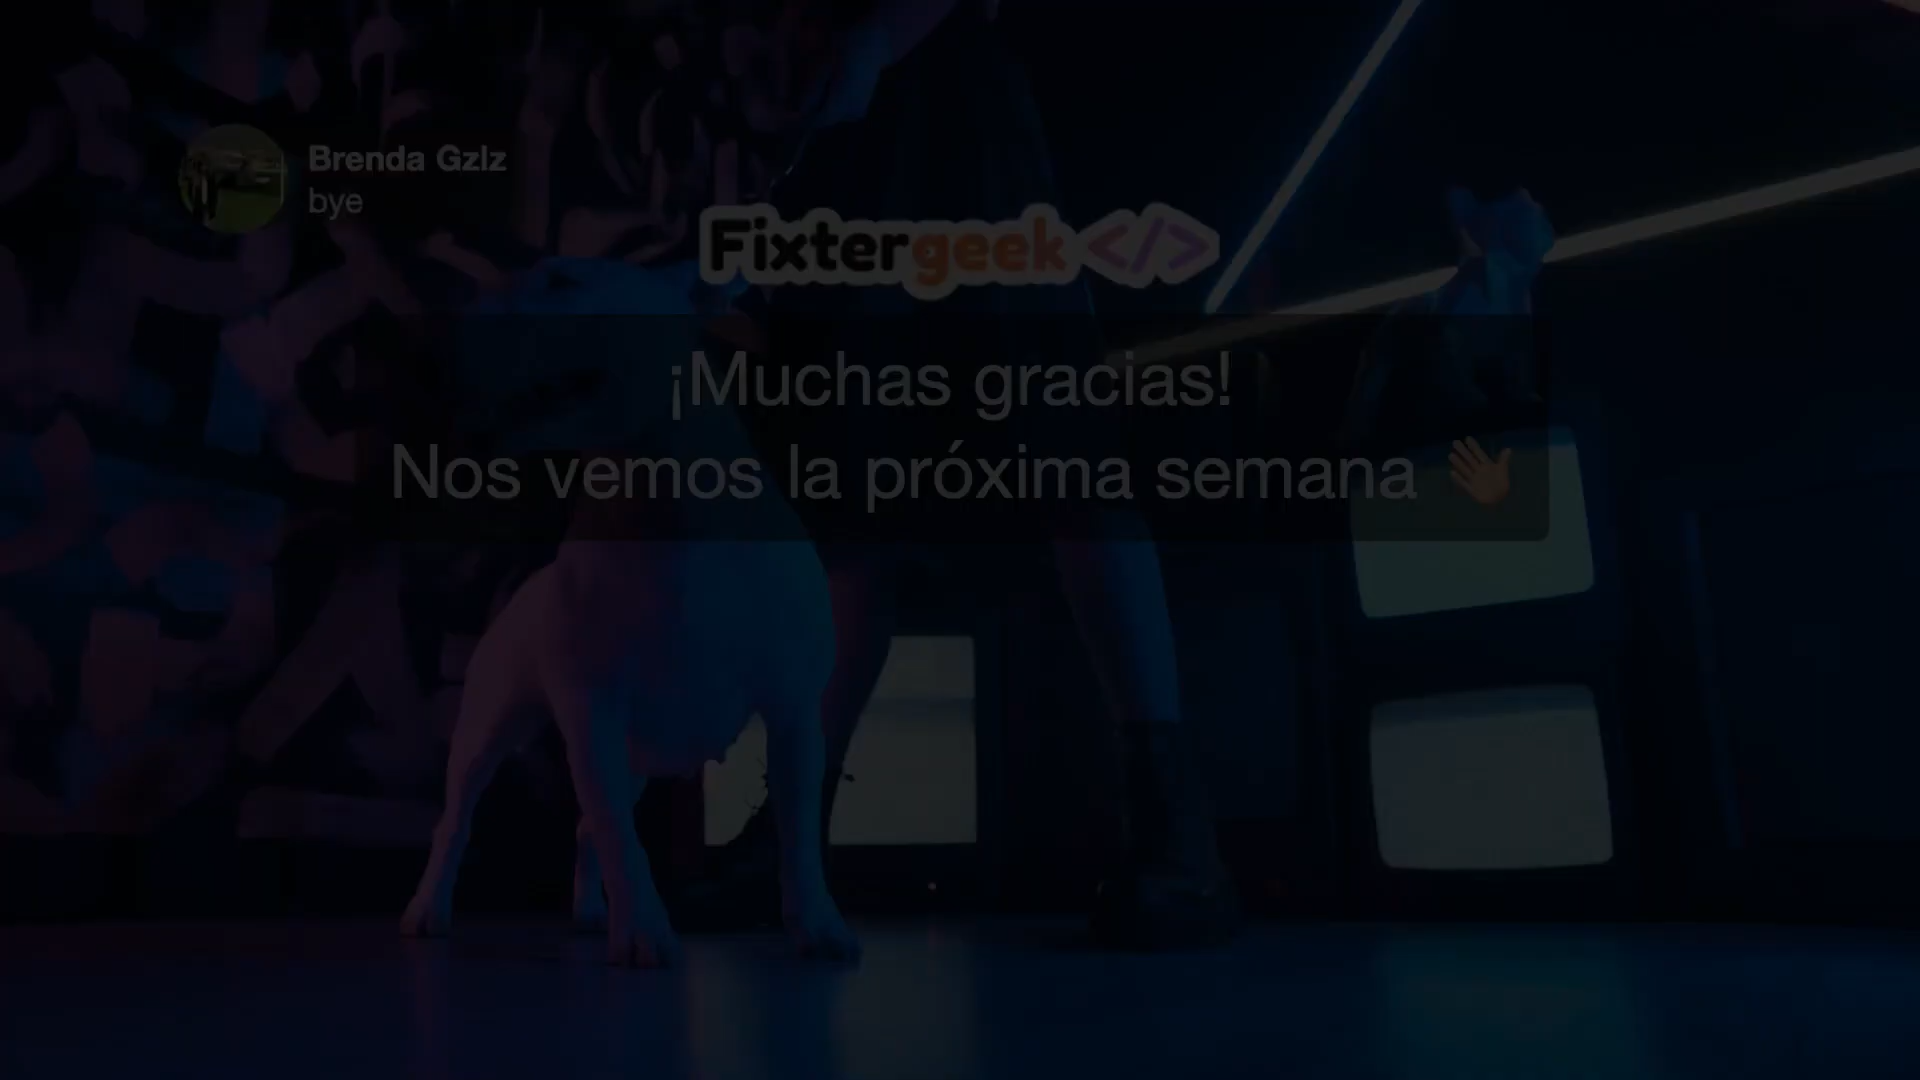 Brenda Gzlz
bye
Fixtergeek</>
¡Muchas gracias!
Nos vemos la próxima semana 👋🏽